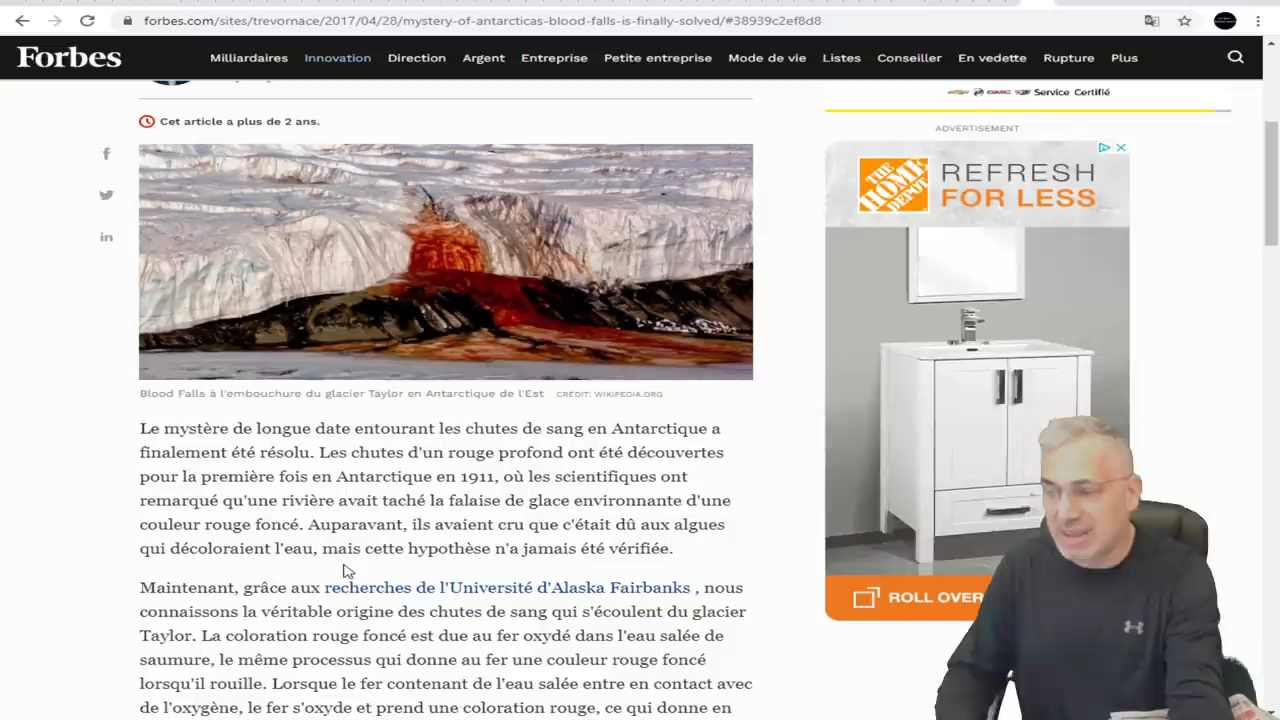 forbes.com/sites/trevornace/2017/04/28/mystery-of-antarcticas-blood-falls-is-finally-solved/#38939c2ef8d8
Forbes
Milliardaires Innovation Direction Argent Entreprise Petite entreprise Mode de vie Listes Conseiller En vedette Rupture Plus
Service Certifié
Cet article a plus de 2 ans.
ADVERTISEMENT
THE HOME DEPOT
REFRESH
FOR LESS
Blood Falls à l'embouchure du glacier Taylor en Antarctique de l'Est CRÉDIT: WIKIPEDIA.ORG
Le mystère de longue date entourant les chutes de sang en Antarctique a
finalement été résolu. Les chutes d'un rouge profond ont été découvertes
pour la première fois en Antarctique en 1911, où les scientifiques ont
remarqué qu'une rivière avait taché la falaise de glace environnante d'une
couleur rouge foncé. Auparavant, ils avaient cru que c'était dû aux algues
qui décoloraient l'eau, mais cette hypothèse n'a jamais été vérifiée.
Maintenant, grâce aux recherches de l'Université d'Alaska Fairbanks , nous
connaissons la véritable origine des chutes de sang qui s'écoulent du glacier
Taylor. La coloration rouge foncé est due au fer oxydé dans l'eau salée de
saumure, le même processus qui donne au fer une couleur rouge foncé
lorsqu'il rouille. Lorsque le fer contenant de l'eau salée entre en contact avec
de l'oxygène, le fer s'oxyde et prend une coloration rouge, ce qui donne en
ROLL OVER